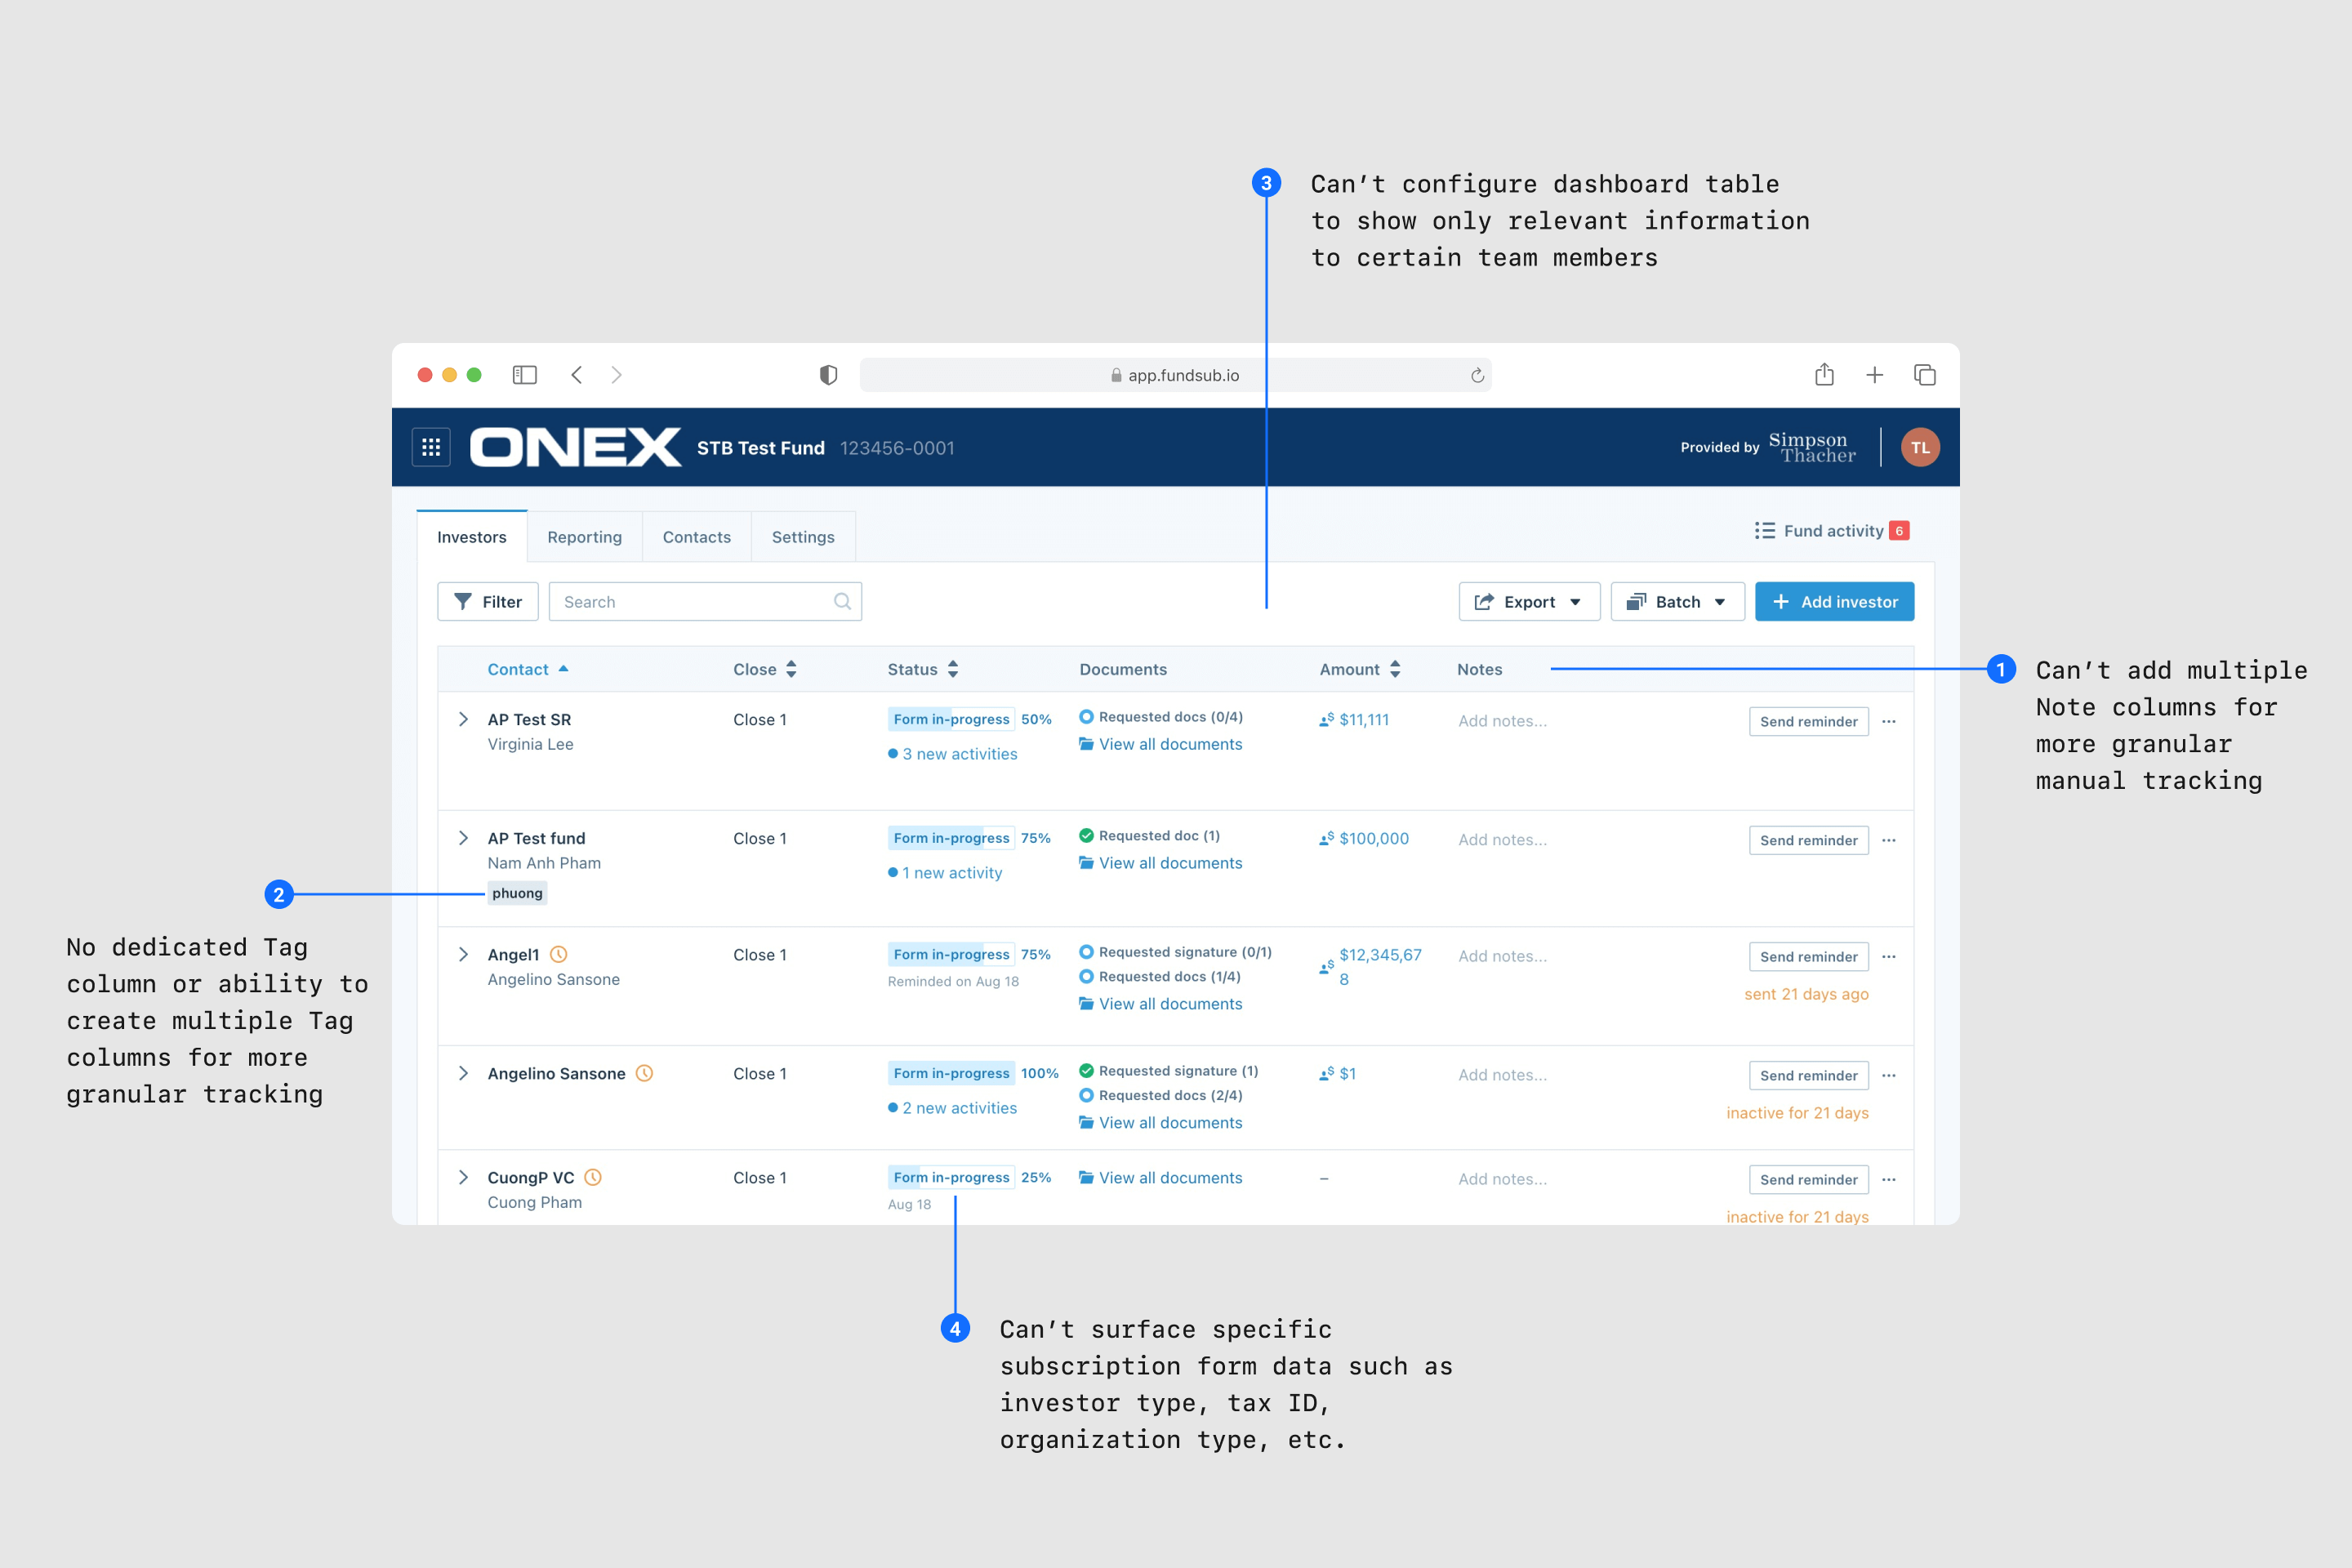 3 Can't configure dashboard table
to show only relevant information
to certain team members
app.fundsub.io
ONEX STB Test Fund 123456-0001
Provided by Simpson Thacher TL
Investors Reporting Contacts Settings
Fund activity 6
Filter Search Export Batch + Add investor
Contact Close Status Documents Amount Notes
1 Can't add multiple
Note columns for
more granular
manual tracking
AP Test SR Close 1 Form in-progress 50% Requested docs (0/4) $11,111 Add notes... Send reminder ...
Virginia Lee View all documents
3 new activities
AP Test fund Close 1 Form in-progress 75% Requested doc (1) $100,000 Add notes... Send reminder ...
Nam Anh Pham View all documents
1 new activity
phuong
2
No dedicated Tag
column or ability to
create multiple Tag
columns for more
granular tracking
Angel1 Close 1 Form in-progress 75% Requested signature (0/1) $12,345,67 Add notes... Send reminder ...
Angelino Sansone Reminded on Aug 18 Requested docs (1/4) 8
View all documents sent 21 days ago
Angelino Sansone Close 1 Form in-progress 100% Requested signature (1) $1 Add notes... Send reminder ...
2 new activities Requested docs (2/4)
View all documents inactive for 21 days
CuongP VC Close 1 Form in-progress 25% View all documents – Add notes... Send reminder ...
Cuong Pham Aug 18
inactive for 21 days
4 Can't surface specific
subscription form data such as
investor type, tax ID,
organization type, etc.